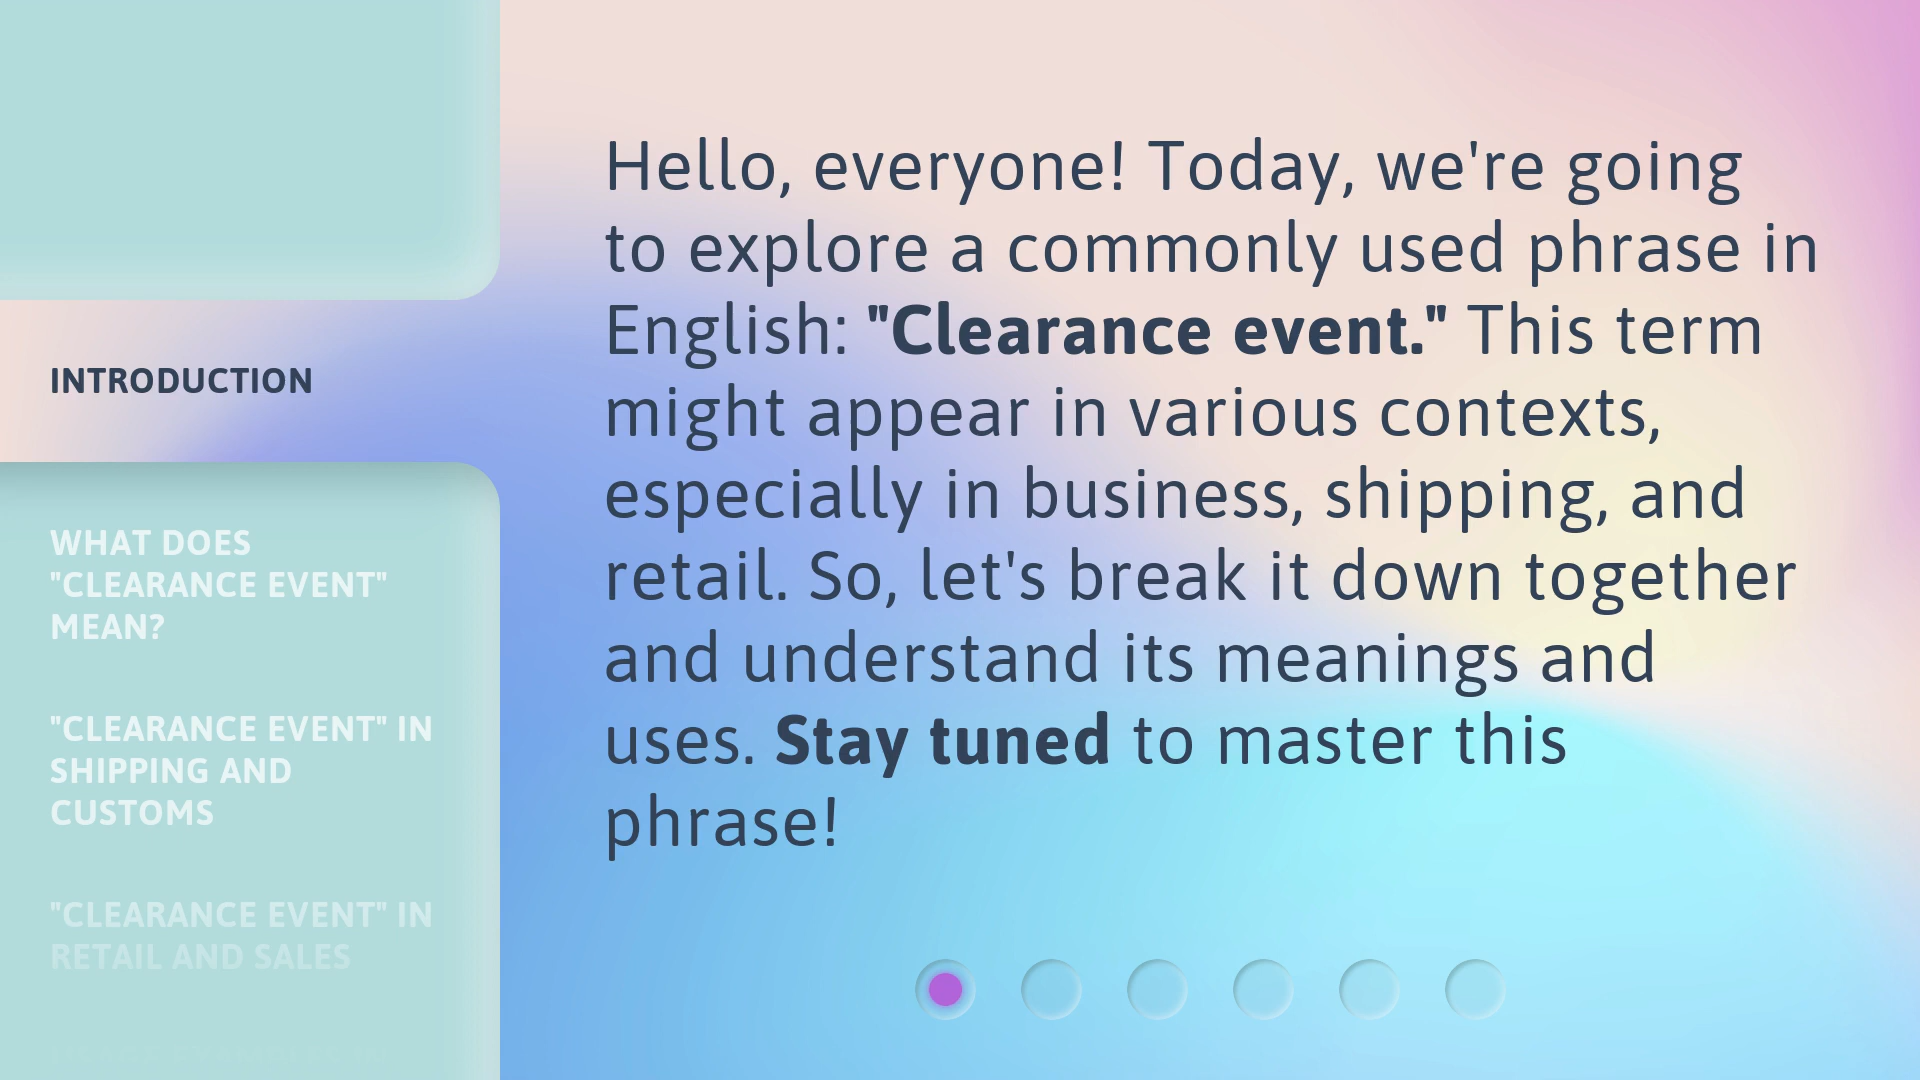 INTRODUCTION
WHAT DOES
"CLEARANCE EVENT"
MEAN?
"CLEARANCE EVENT" IN
SHIPPING AND
CUSTOMS
"CLEARANCE EVENT" IN
RETAIL AND SALES
USAGE EXAMPLES IN
Hello, everyone! Today, we're going
to explore a commonly used phrase in
English: "Clearance event." This term
might appear in various contexts,
especially in business, shipping, and
retail. So, let's break it down together
and understand its meanings and
uses. Stay tuned to master this
phrase!